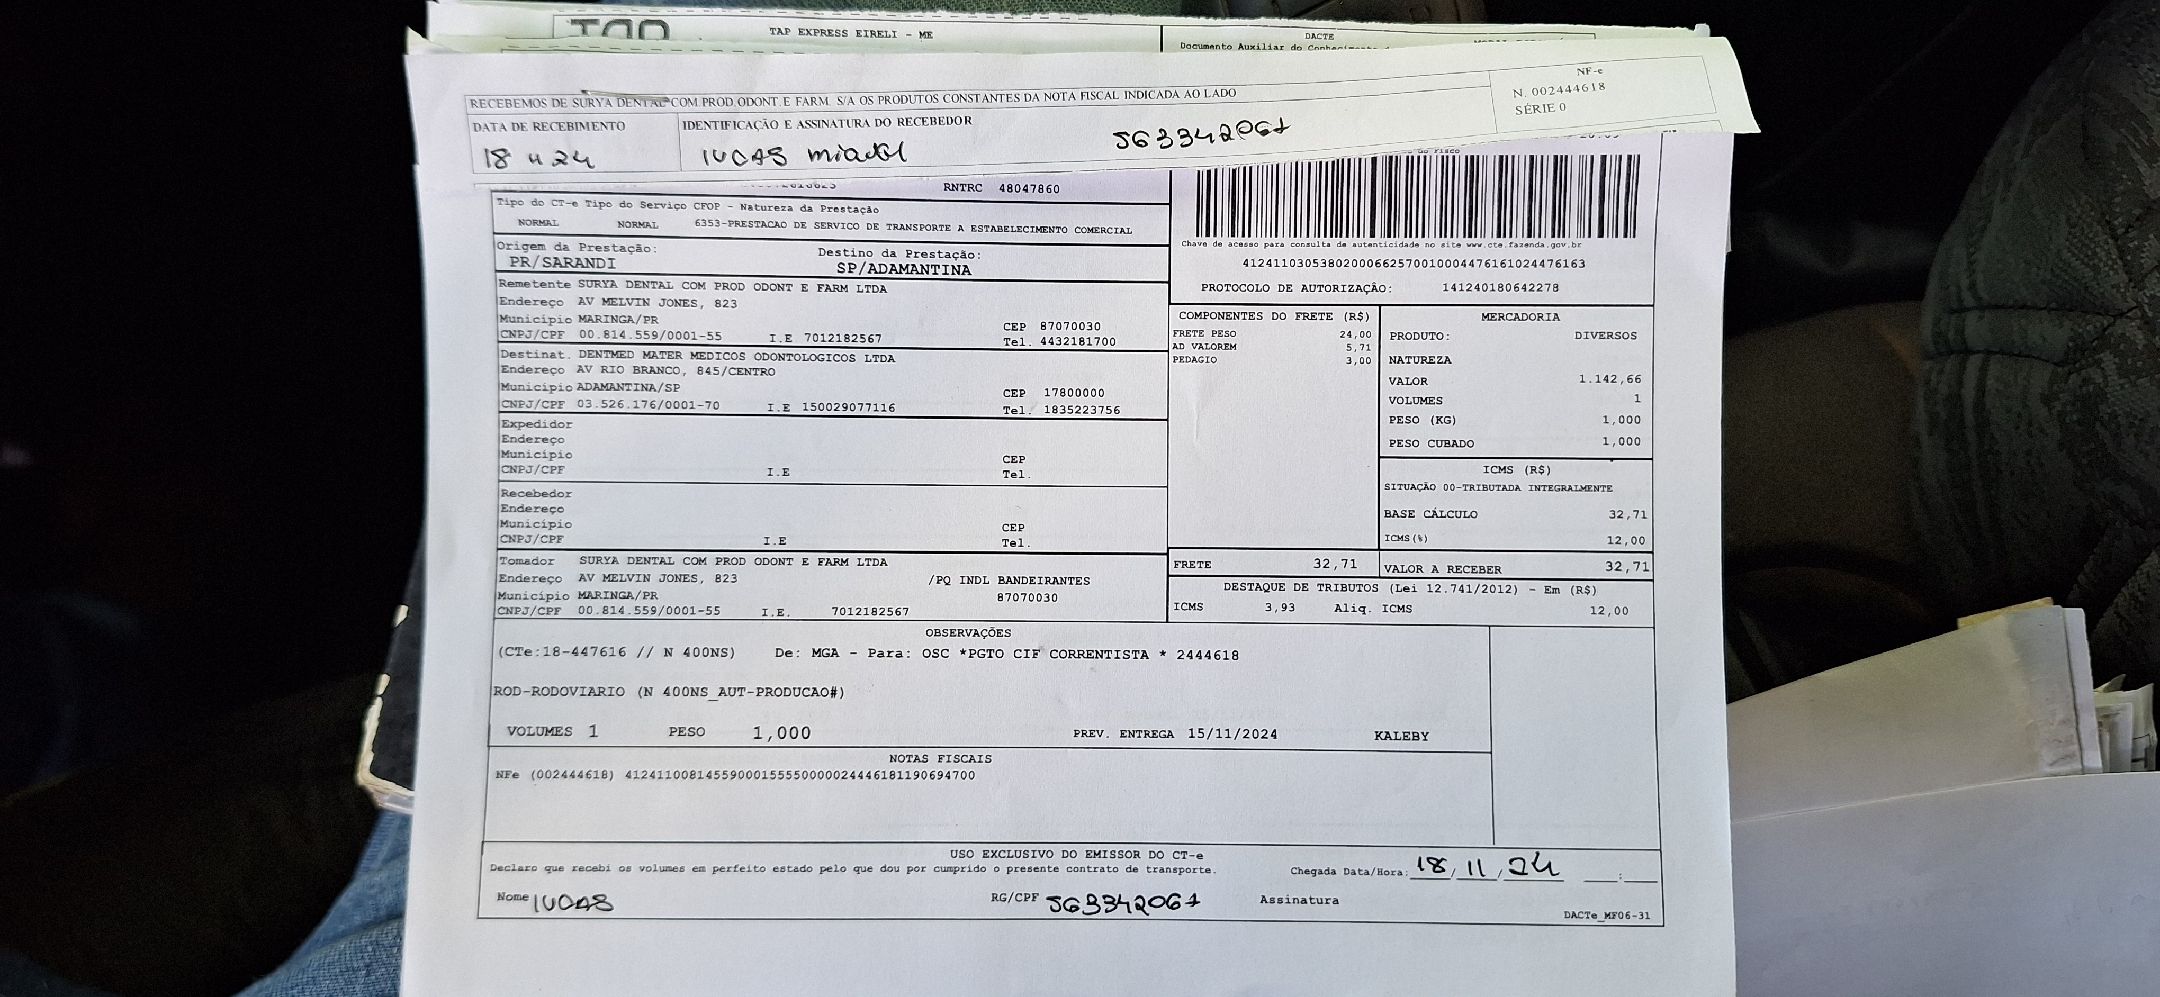 TAP EXPRESS EIRELI - ME
DACTE
Documento Auxiliar do Conhecimento
RECEBEMOS DE SURYA DENTAL COM PROD.ODONT.E FARM. S/A OS PRODUTOS CONSTANTES DA NOTA FISCAL INDICADA AO LADO
NF-e
N. 002444618
SÉRIE 0
DATA DE RECEBIMENTO
IDENTIFICAÇÃO E ASSINATURA DO RECEBEDOR
18 11 24
LUCAS
563342067
RNTRC 48047860
Tipo do CT-e Tipo do Serviço CFOP - Natureza da Prestação
NORMAL NORMAL 6353-PRESTACAO DE SERVICO DE TRANSPORTE A ESTABELECIMENTO COMERCIAL
Origem da Prestação: Destino da Prestação:
PR/SARANDI SP/ADAMANTINA
Chave de acesso para consulta de autenticidade no site www.cte.fazenda.gov.br
41241103053802000662570010004476161024476163
PROTOCOLO DE AUTORIZAÇÃO: 141240180642278
Remetente SURYA DENTAL COM PROD ODONT E FARM LTDA
Endereço AV MELVIN JONES, 823
Município MARINGA/PR CEP 87070030
CNPJ/CPF 00.814.559/0001-55 I.E 7012182567 Tel. 4432181700
Destinat. DENTMED MATER MEDICOS ODONTOLOGICOS LTDA
Endereço AV RIO BRANCO, 845/CENTRO
Município ADAMANTINA/SP CEP 17800000
CNPJ/CPF 03.526.176/0001-70 I.E 150029077116 Tel. 1835223756
Expedidor
Endereço
Município CEP
CNPJ/CPF I.E Tel.
Recebedor
Endereço
Município CEP
CNPJ/CPF I.E Tel.
Tomador SURYA DENTAL COM PROD ODONT E FARM LTDA
Endereço AV MELVIN JONES, 823 /PQ INDL BANDEIRANTES
Município MARINGA/PR 87070030
CNPJ/CPF 00.814.559/0001-55 I.E. 7012182567
COMPONENTES DO FRETE (R$)
FRETE PESO 24,00
AD VALOREM 5,71
PEDAGIO 3,00
MERCADORIA
PRODUTO: DIVERSOS
NATUREZA
VALOR 1.142,66
VOLUMES 1
PESO (KG) 1,000
PESO CUBADO 1,000
ICMS (R$)
SITUAÇÃO 00-TRIBUTADA INTEGRALMENTE
BASE CÁLCULO 32,71
ICMS(%) 12,00
FRETE 32,71 VALOR A RECEBER 32,71
DESTAQUE DE TRIBUTOS (Lei 12.741/2012) - Em (R$)
ICMS 3,93 Aliq. ICMS 12,00
OBSERVAÇÕES
(CTe:18-447616 // N 400NS) De: MGA - Para: OSC *PGTO CIF CORRENTISTA * 2444618
ROD-RODOVIARIO (N 400NS_AUT-PRODUCAO#)
VOLUMES 1 PESO 1,000 PREV. ENTREGA 15/11/2024 KALEBY
NOTAS FISCAIS
NFe (002444618) 41241100814559000155550000024446181190694700
USO EXCLUSIVO DO EMISSOR DO CT-e
Declaro que recebi os volumes em perfeito estado pelo que dou por cumprido o presente contrato de transporte.
Chegada Data/Hora: 18/11/24 :
Nome LUCAS RG/CPF 563342067 Assinatura
DACTe_MF06-31